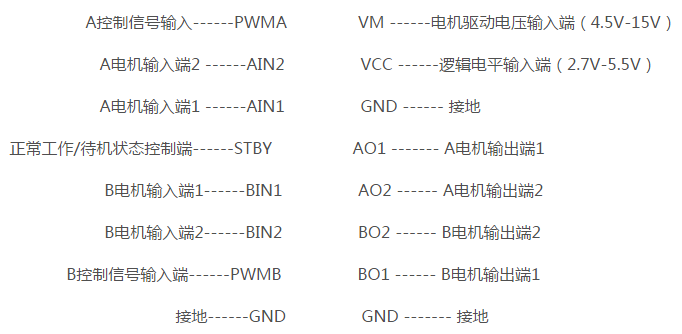 A控制信号输入------PWMA VM ------电机驱动电压输入端（4.5V-15V）
A电机输入端2 ------AIN2 VCC ------逻辑电平输入端（2.7V-5.5V）
A电机输入端1 ------AIN1 GND ------ 接地
正常工作/待机状态控制端------STBY AO1 ------- A电机输出端1
B电机输入端1------BIN1 AO2 ------ A电机输出端2
B电机输入端2------BIN2 BO2 ------ B电机输出端2
B控制信号输入端------PWMB BO1 ------ B电机输出端1
接地------GND GND ------- 接地